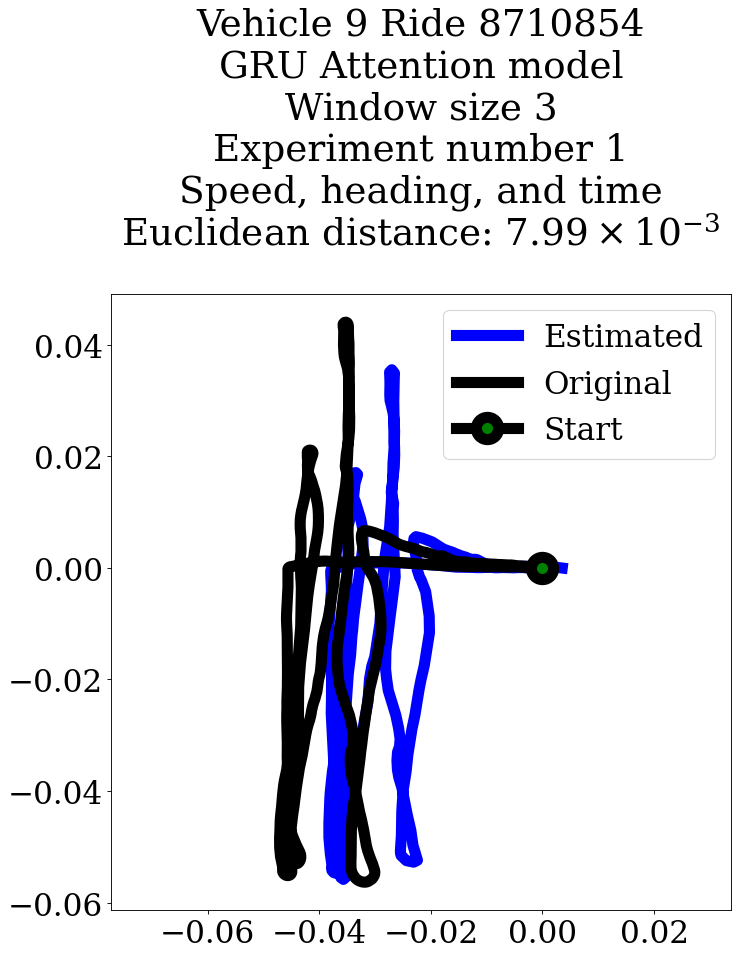 Vehicle 9 Ride 8710854
GRU Attention model
Window size 3
Experiment number 1
Speed, heading, and time
Euclidean distance: 7.99 × 10⁻³
Estimated
Original
Start
0.04
0.02
0.00
−0.02
−0.04
−0.06
−0.06 −0.04 −0.02 0.00 0.02